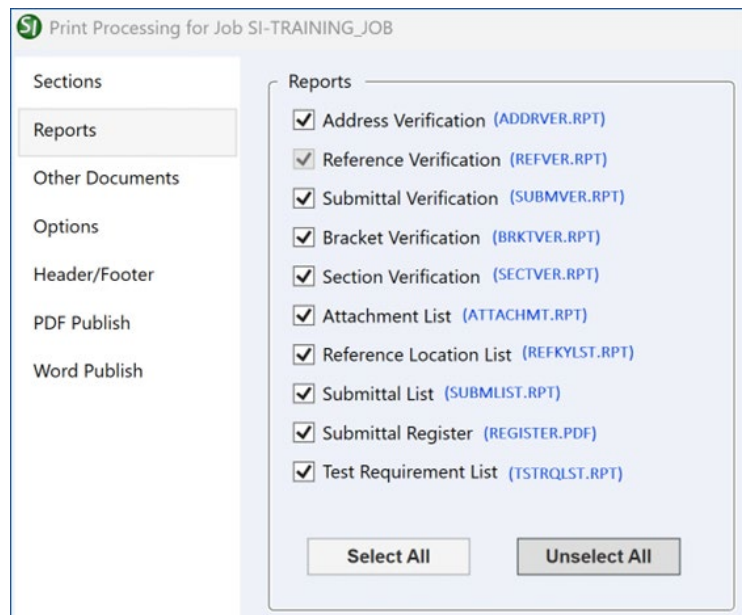 SI Print Processing for Job SI-TRAINING_JOB
Sections
Reports
Other Documents
Options
Header/Footer
PDF Publish
Word Publish
Reports
Address Verification (ADDRVER.RPT)
Reference Verification (REFVER.RPT)
Submittal Verification (SUBMVER.RPT)
Bracket Verification (BRKTVER.RPT)
Section Verification (SECTVER.RPT)
Attachment List (ATTACHMT.RPT)
Reference Location List (REFKYLST.RPT)
Submittal List (SUBMLIST.RPT)
Submittal Register (REGISTER.PDF)
Test Requirement List (TSTRQLST.RPT)
Select All Unselect All